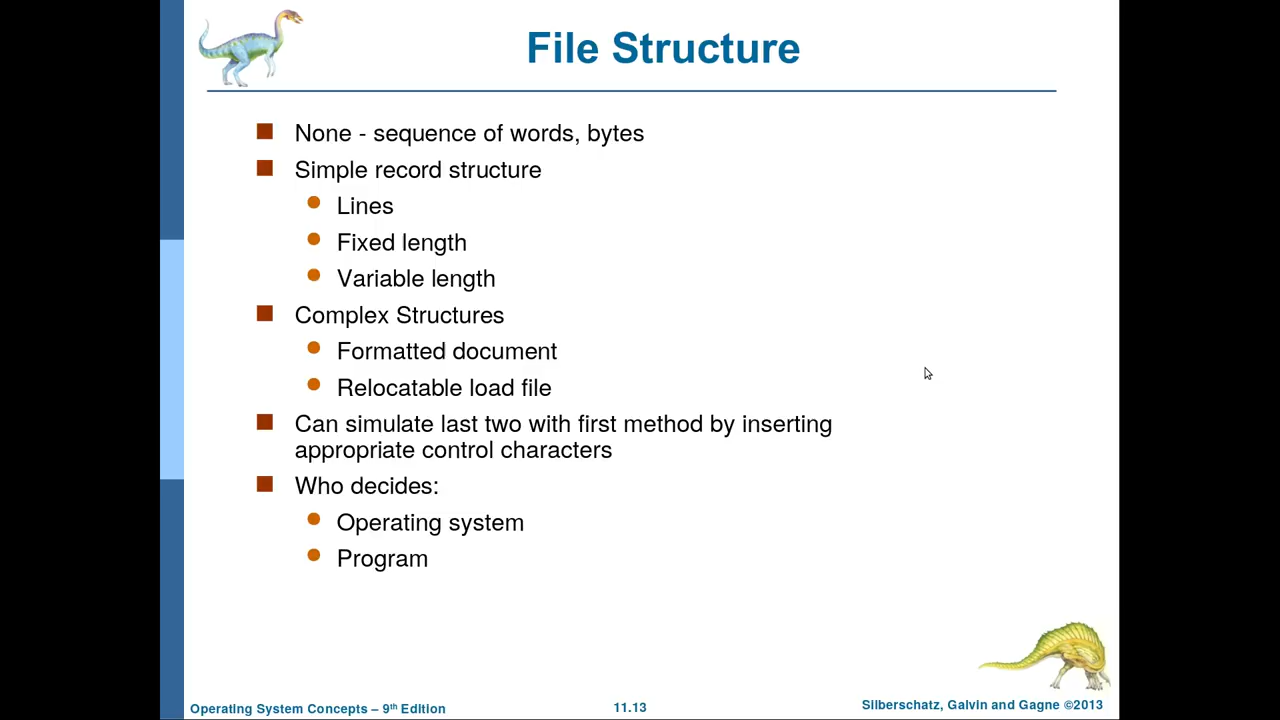 File Structure
None - sequence of words, bytes
Simple record structure
Lines
Fixed length
Variable length
Complex Structures
Formatted document
Relocatable load file
Can simulate last two with first method by inserting
appropriate control characters
Who decides:
Operating system
Program
Operating System Concepts – 9th Edition
11.13
Silberschatz, Galvin and Gagne ©2013